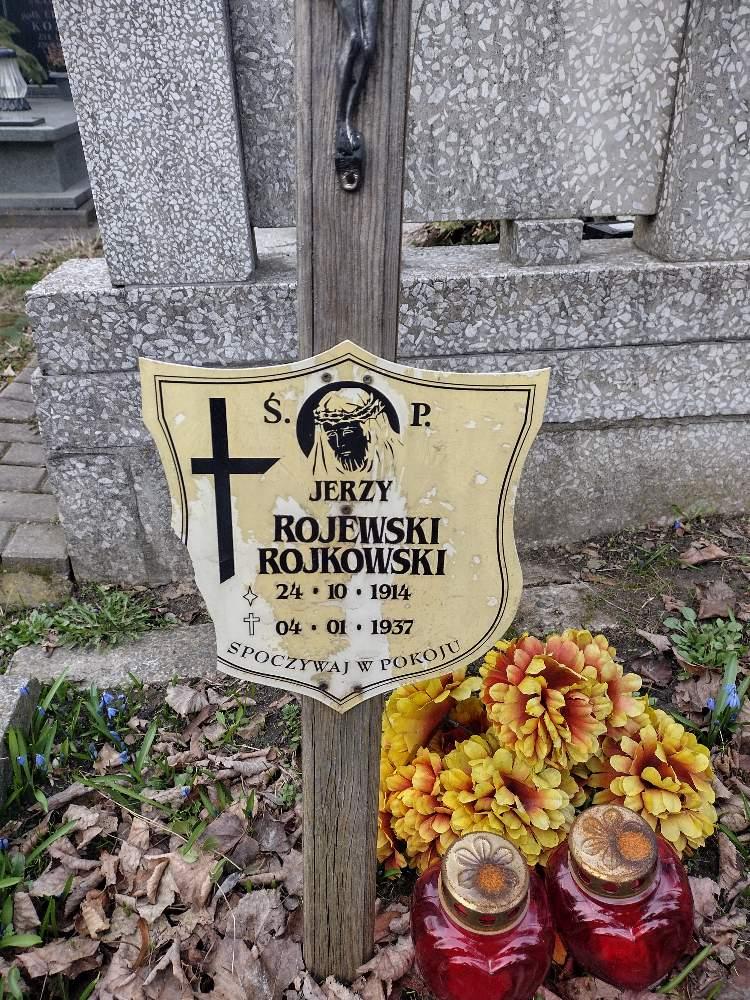 Ś. P.
JERZY
ROJEWSKI
ROJKOWSKI
24 · 10 · 1914
04 · 01 · 1937
SPOCZYWAJ W POKOJU